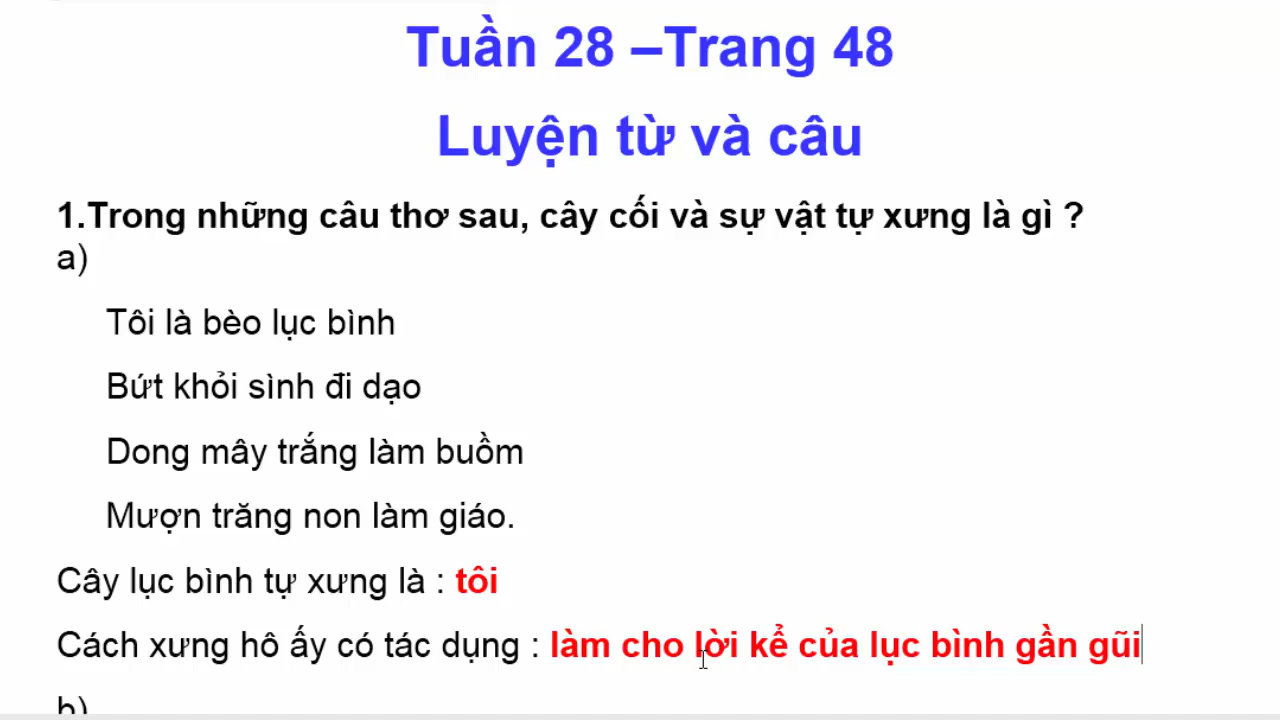 Tuần 28 –Trang 48
Luyện từ và câu
1.Trong những câu thơ sau, cây cối và sự vật tự xưng là gì ?
a)
Tôi là bèo lục bình
Bứt khỏi sình đi dạo
Dong mây trắng làm buồm
Mượn trăng non làm giáo.
Cây lục bình tự xưng là : tôi
Cách xưng hô ấy có tác dụng : làm cho lời kể của lục bình gần gũi
b)